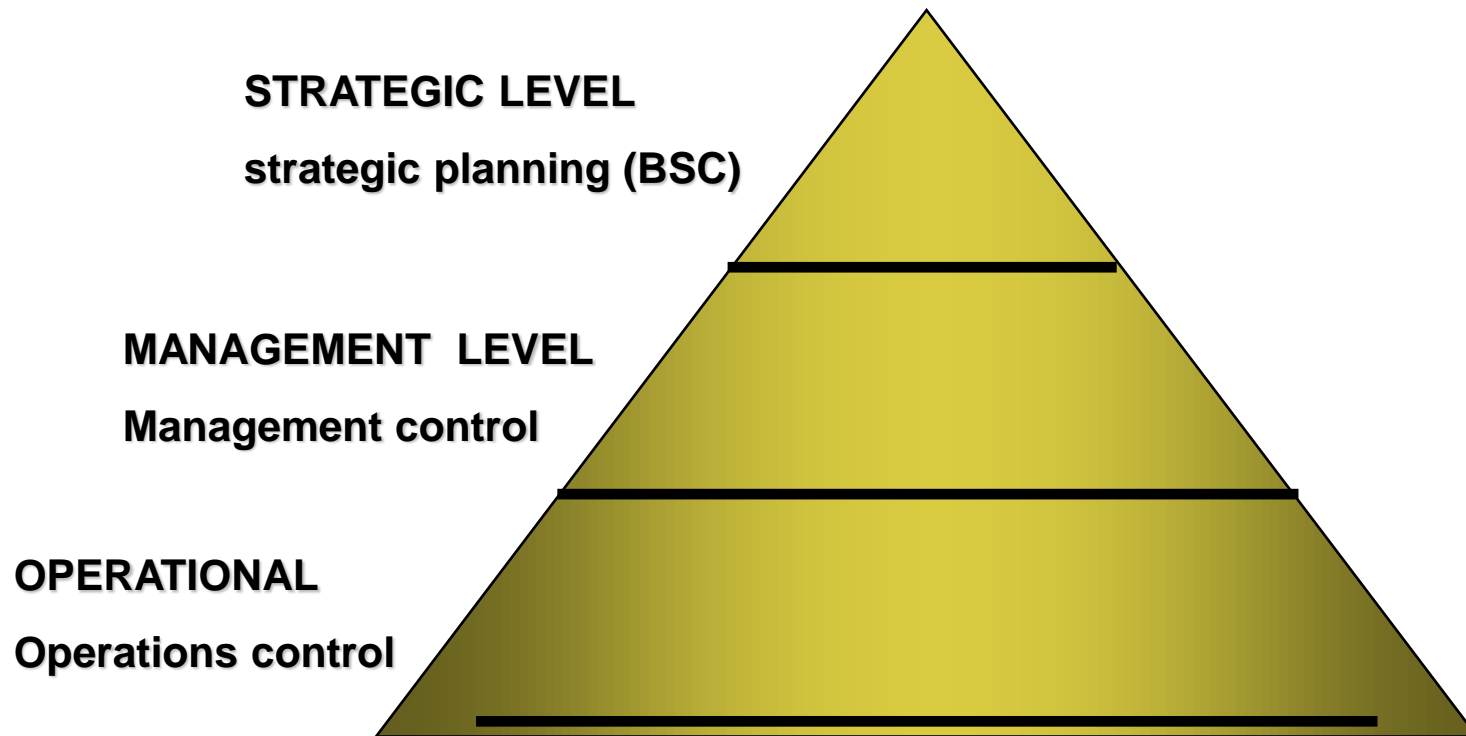 STRATEGIC LEVEL
strategic planning (BSC)
MANAGEMENT LEVEL
Management control
OPERATIONAL
Operations control